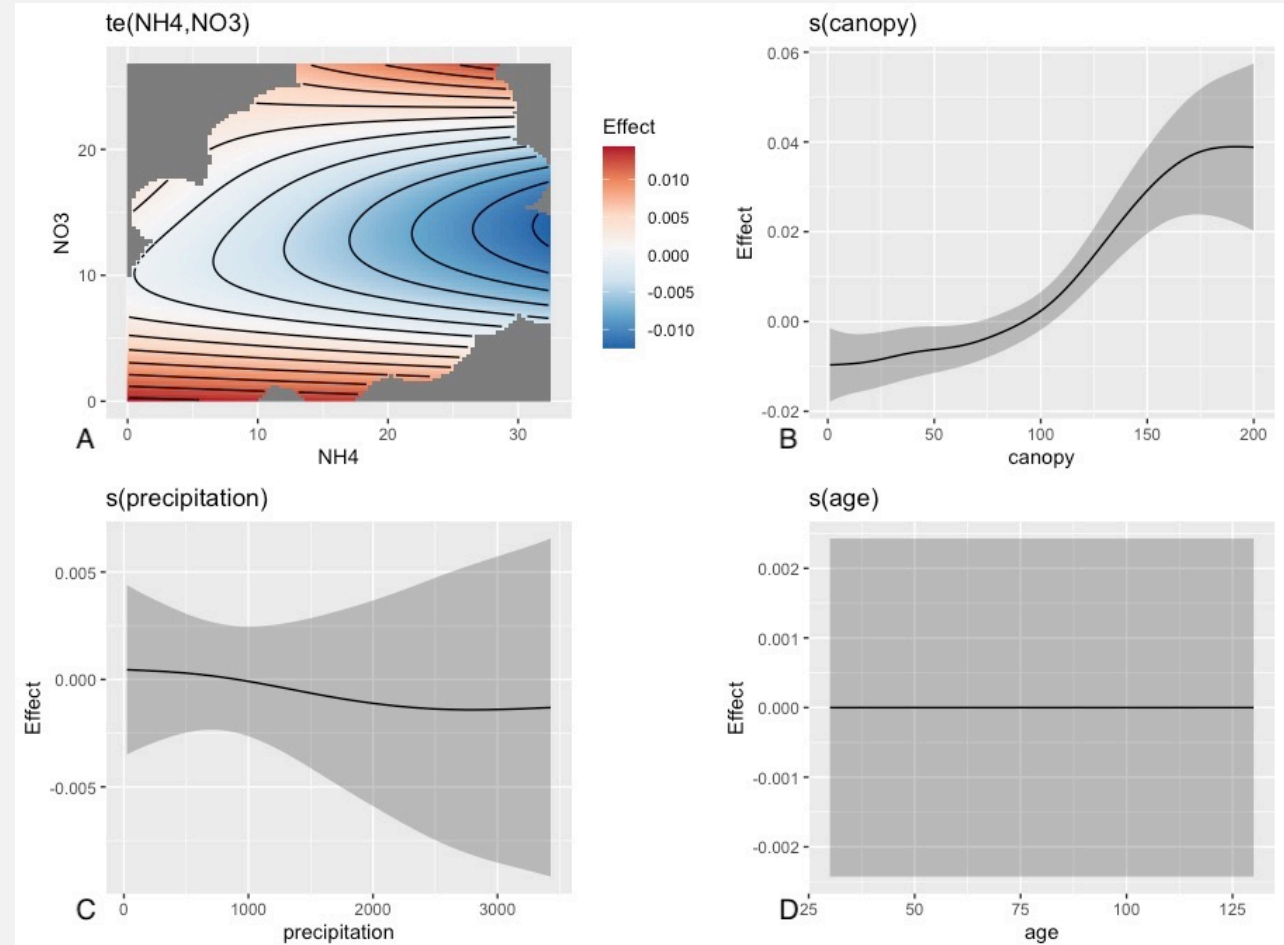 te(NH4,NO3)
20
10
0
NO3
0
10
20
30
NH4
A
Effect
0.010
0.005
0.000
-0.005
-0.010
s(canopy)
0.06
0.04
0.02
0.00
-0.02
Effect
0
50
100
150
200
canopy
B
s(precipitation)
0.005
0.000
-0.005
Effect
0
1000
2000
3000
precipitation
C
s(age)
0.002
0.001
0.000
-0.001
-0.002
Effect
25
50
75
100
125
age
D